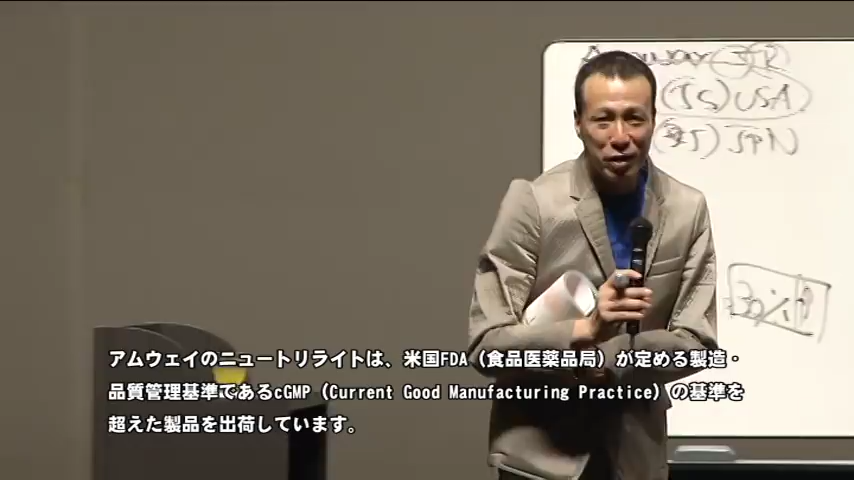 (JS) USA
JPN
30%
アムウェイのニュートリライトは、米国FDA(食品医薬品局)が定める製造・
品質管理基準であるcGMP(Current Good Manufacturing Practice)の基準を
超えた製品を出荷しています。